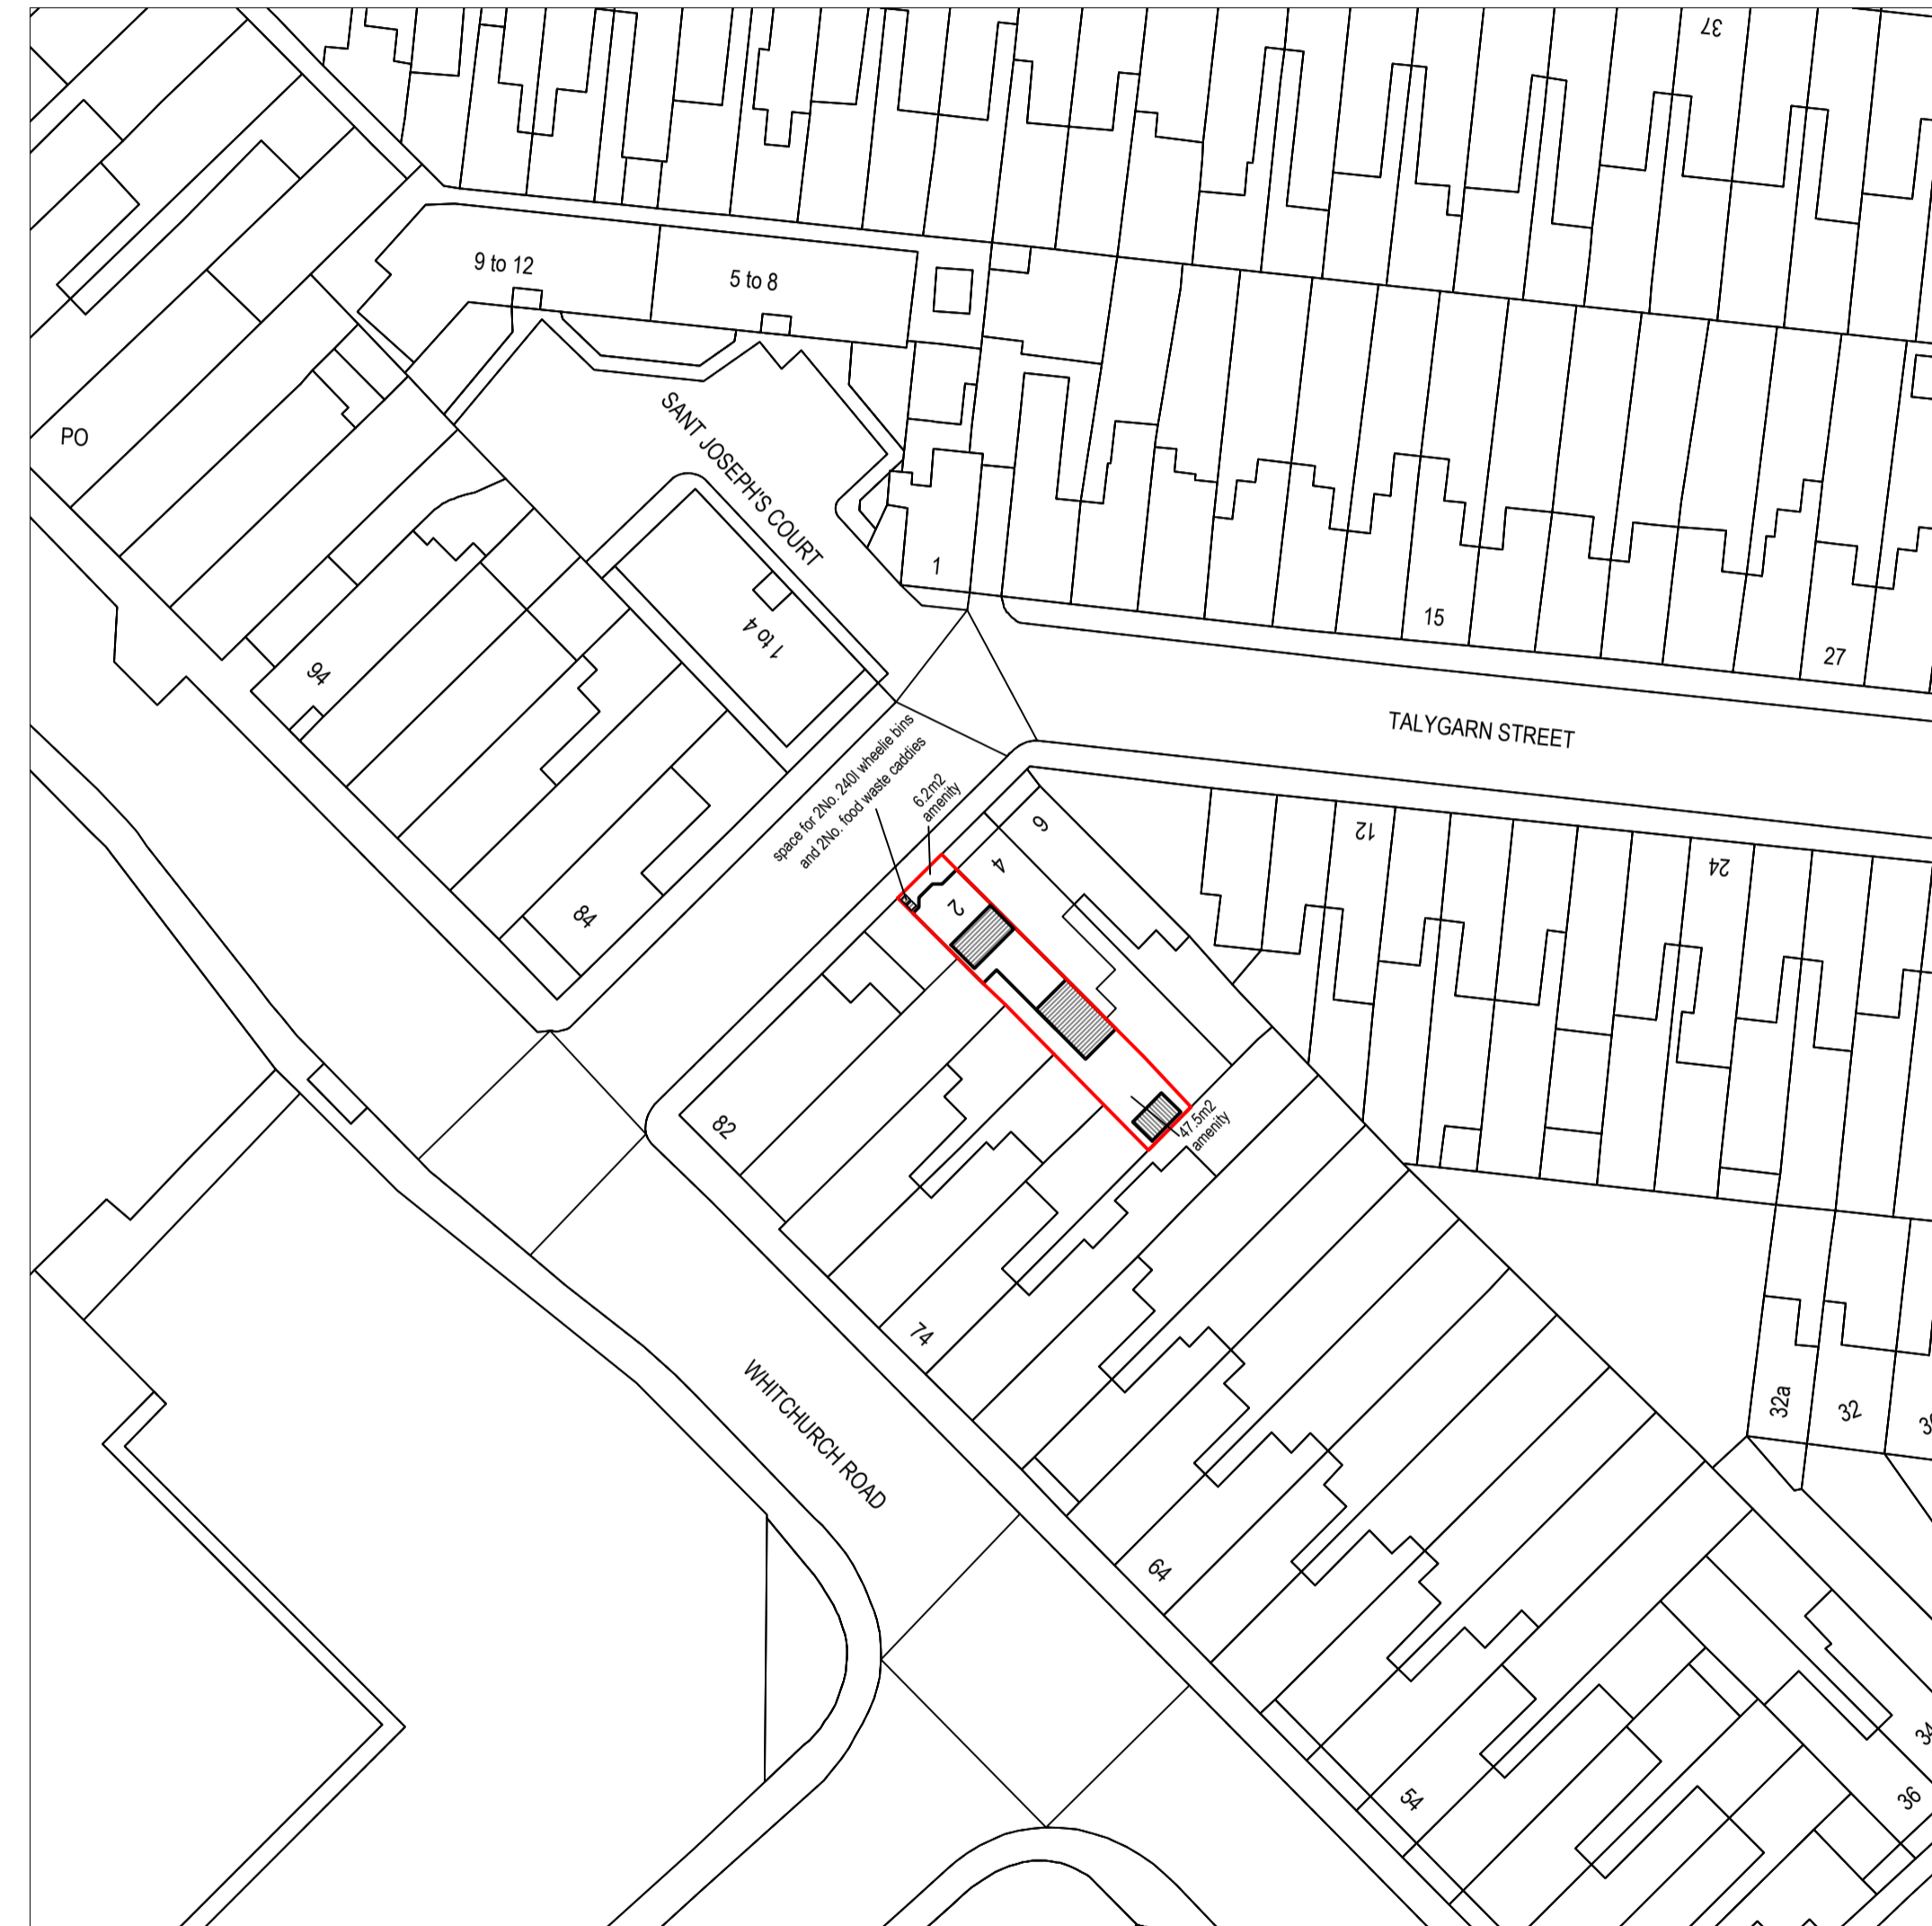 37
9 to 12
5 to 8
SANT JOSEPH'S COURT
PO
1
15
27
1 to 4
94
TALYGARN STREET
space for 2No. 240l wheelie bins
and 2No. food waste caddies
6.2m2
amenity
6
4
2
12
24
84
82
47.5m2
amenity
74
WHITCHURCH ROAD
32a
32
64
54
34
36